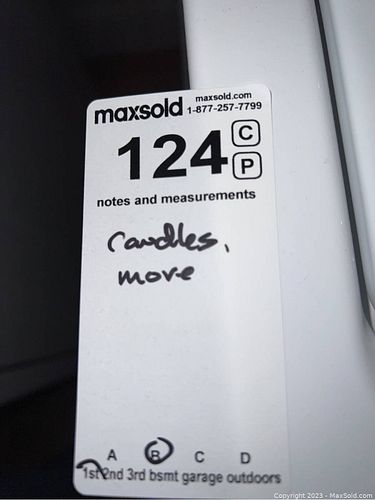 maxsold maxsold.com
1-877-257-7799
124 C
P
notes and measurements
Candles,
move
A B C D
1st 2nd 3rd bsmt garage outdoors
Copyright 2023 - MaxSold.com